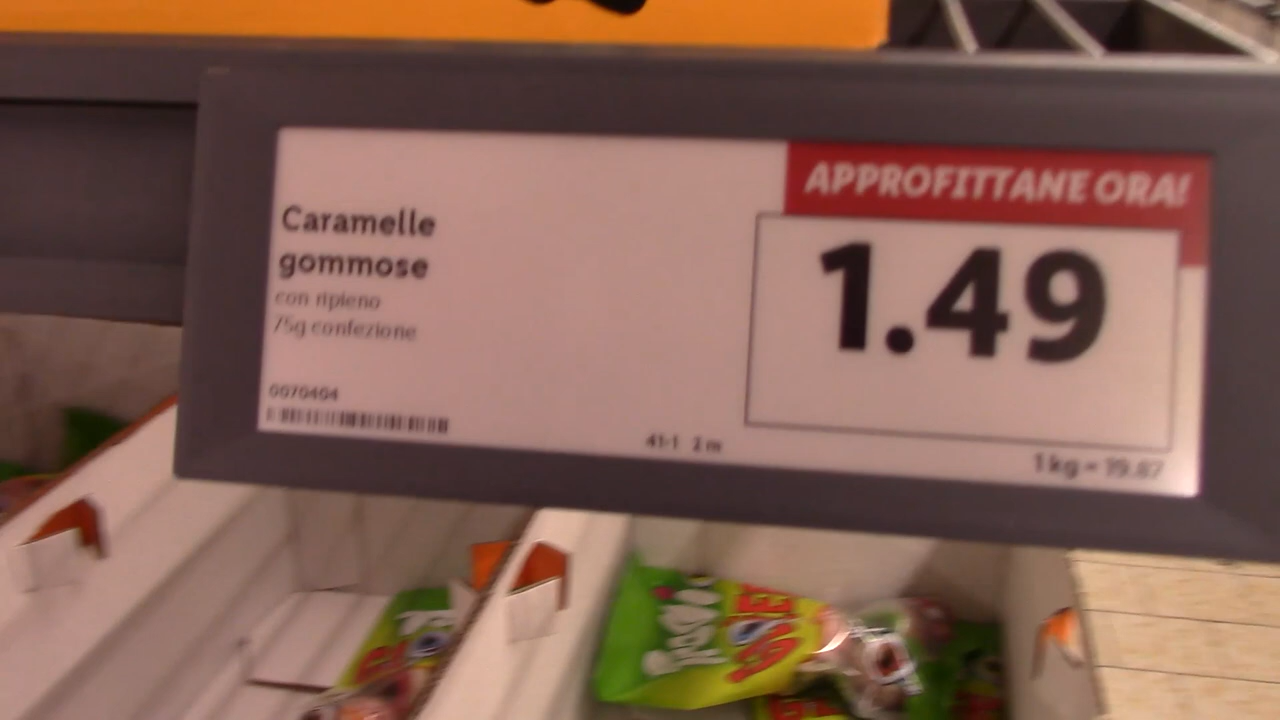 APPROFITTANE ORA!
Caramelle
gommose
con ripieno
75g confezione
1.49
0070404
41-1 2 m
1 kg = 19.87